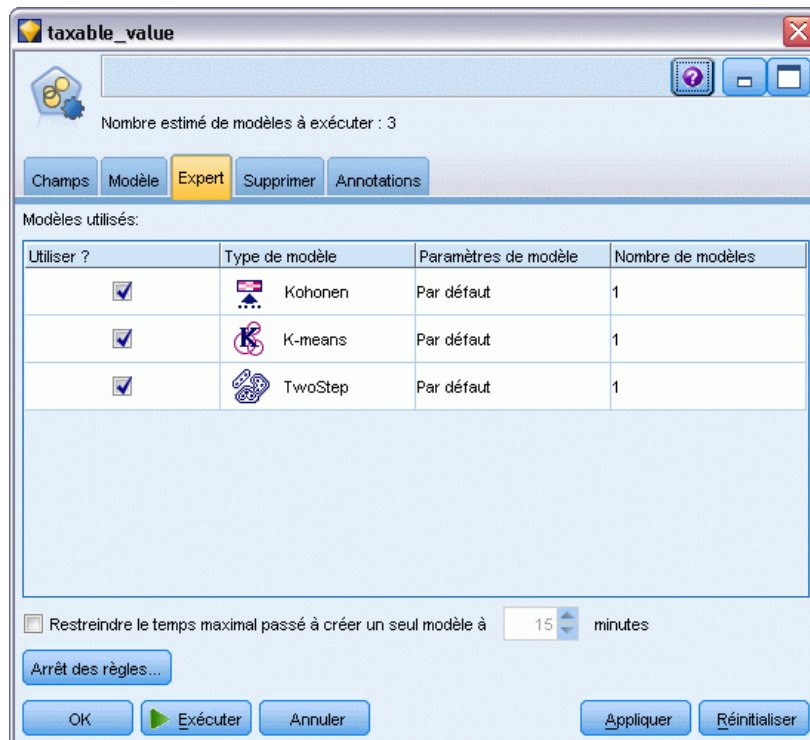 taxable_value
Nombre estimé de modèles à exécuter : 3
Champs Modèle Expert Supprimer Annotations
Modèles utilisés:
Utiliser ? Type de modèle Paramètres de modèle Nombre de modèles
Kohonen Par défaut 1
K-means Par défaut 1
TwoStep Par défaut 1
Restreindre le temps maximal passé à créer un seul modèle à 15 minutes
Arrêt des règles...
OK Exécuter Annuler Appliquer Réinitialiser